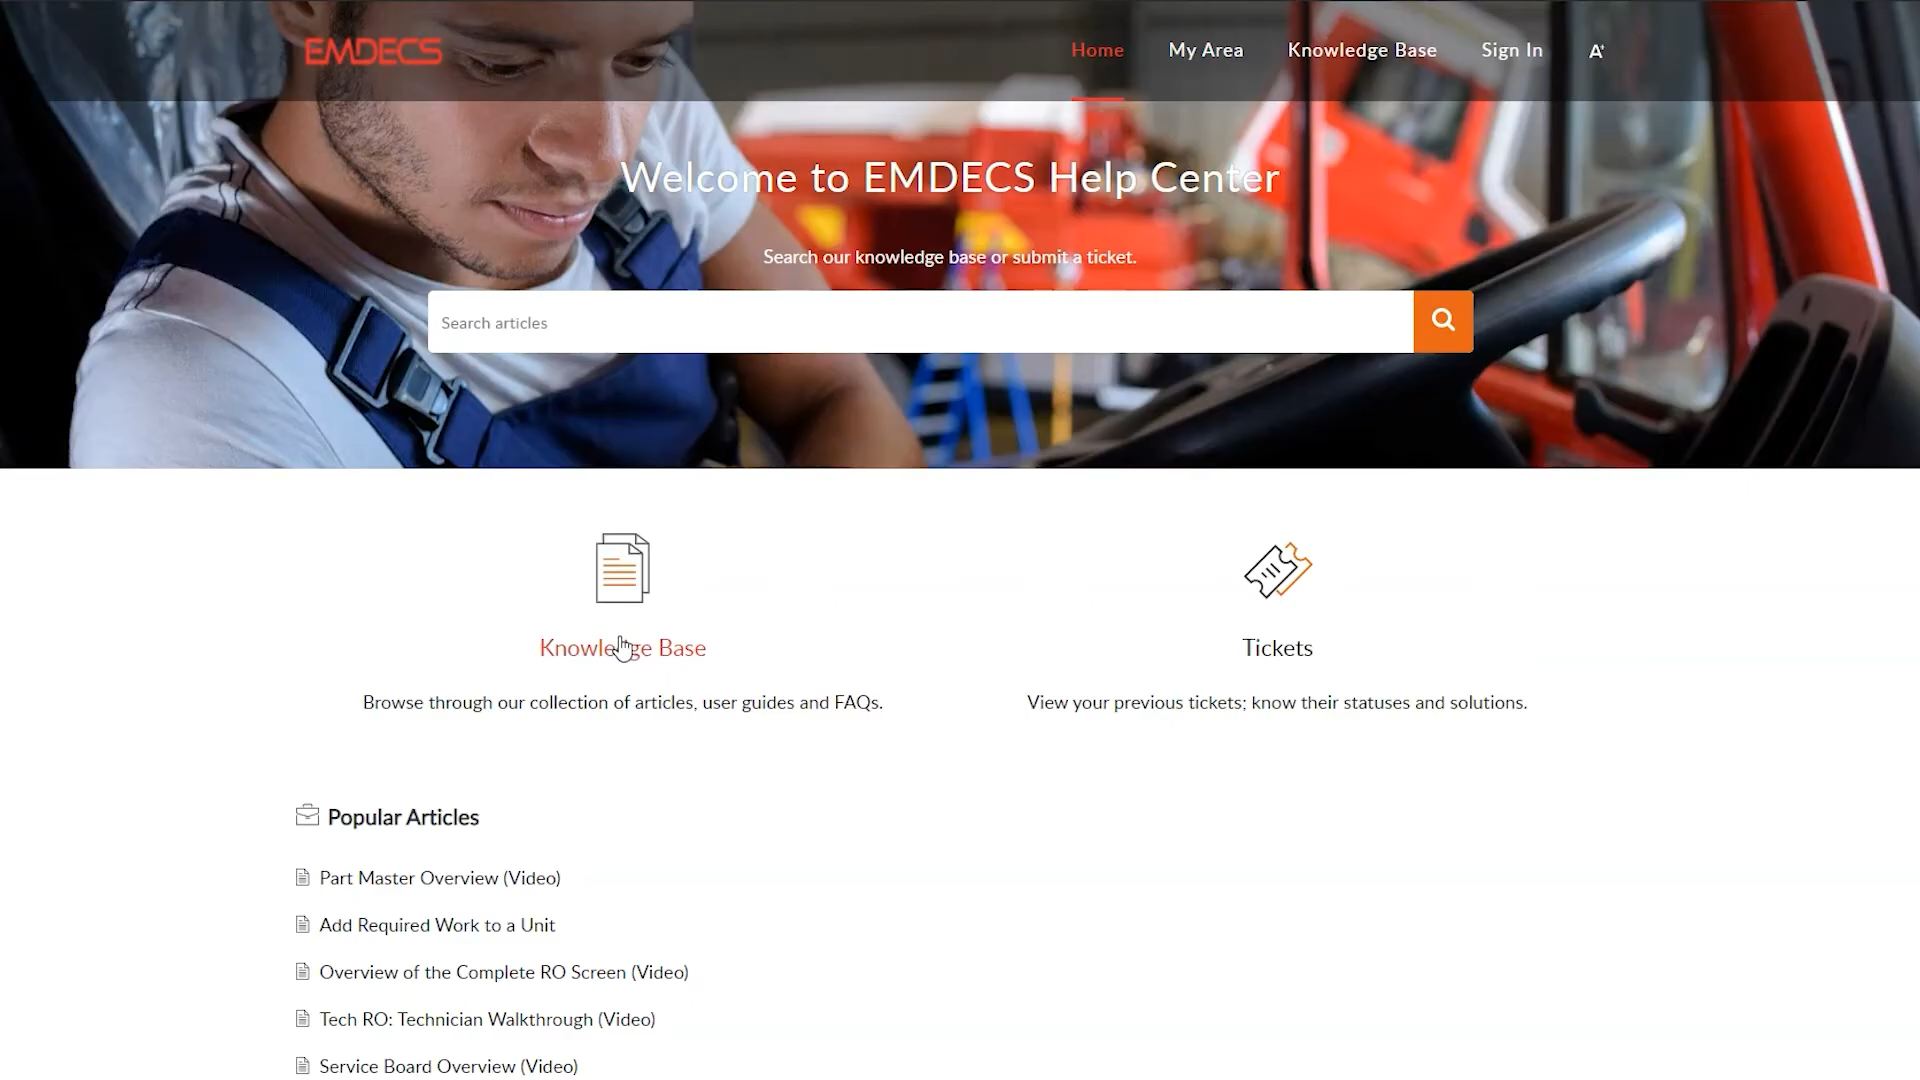 EMDECS
Home
My Area
Knowledge Base
Sign In
A+
Welcome to EMDECS Help Center
Search our knowledge base or submit a ticket.
Search articles
Knowledge Base
Tickets
Browse through our collection of articles, user guides and FAQs.
View your previous tickets; know their statuses and solutions.
Popular Articles
Part Master Overview (Video)
Add Required Work to a Unit
Overview of the Complete RO Screen (Video)
Tech RO: Technician Walkthrough (Video)
Service Board Overview (Video)